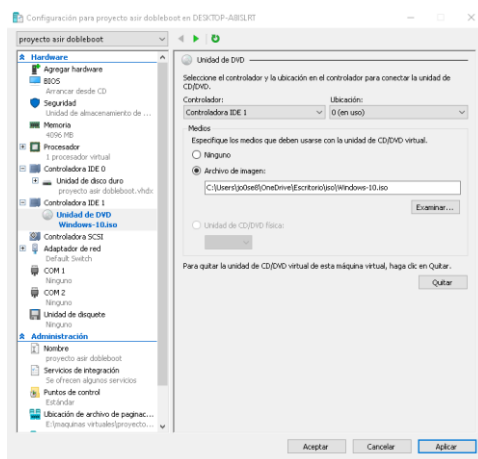 Configuración para proyecto asir dobleboot en DESKTOP-AI8SLRT
proyecto asir dobleboot
Hardware
Agregar hardware
BIOS
Arrancar desde CD
Seguridad
Unidad de almacenamiento de ...
Memoria
4096 MB
Procesador
1 procesador virtual
Controladora IDE 0
Unidad de disco duro
proyecto asir dobleboot.vhdx
Controladora IDE 1
Unidad de DVD
Windows-10.iso
Controladora SCSI
Adaptador de red
Default Switch
COM 1
Ninguno
COM 2
Ninguno
Unidad de disquete
Ninguno
Administración
Nombre
proyecto asir dobleboot
Servicios de integración
Se ofrecen algunos servicios
Puntos de control
Estándar
Ubicación de archivo de paginac...
E:\maquinas virtuales\proyecto...
Unidad de DVD
Seleccione el controlador y la ubicación en el controlador para conectar la unidad de
CD/DVD.
Controlador:
Ubicación:
Controladora IDE 1
0 (en uso)
Medios
Especifique los medios que deben usarse con la unidad de CD/DVD virtual.
Ninguno
Archivo de imagen:
C:\Users\jo0se8\OneDrive\Escritorio\iso\Windows-10.iso
Examinar...
Unidad de CD/DVD física:
Para quitar la unidad de CD/DVD virtual de esta máquina virtual, haga clic en Quitar.
Quitar
Aceptar
Cancelar
Aplicar